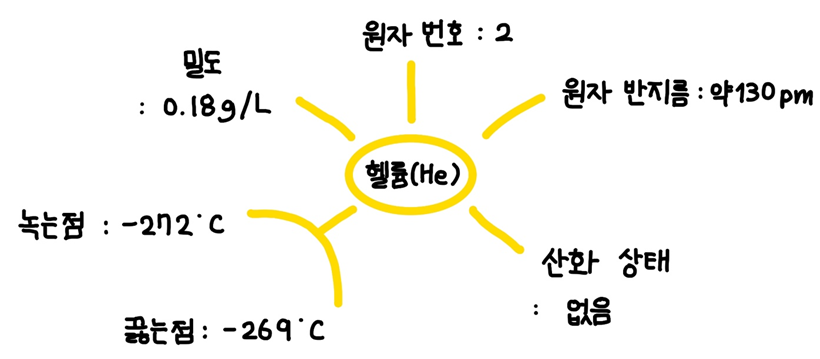 원자 번호 : 2
밀도
: 0.18g/L
원자 반지름 : 약130pm
헬륨(He)
녹는점 : -272°C
산화 상태
: 없음
끓는점 : -269°C